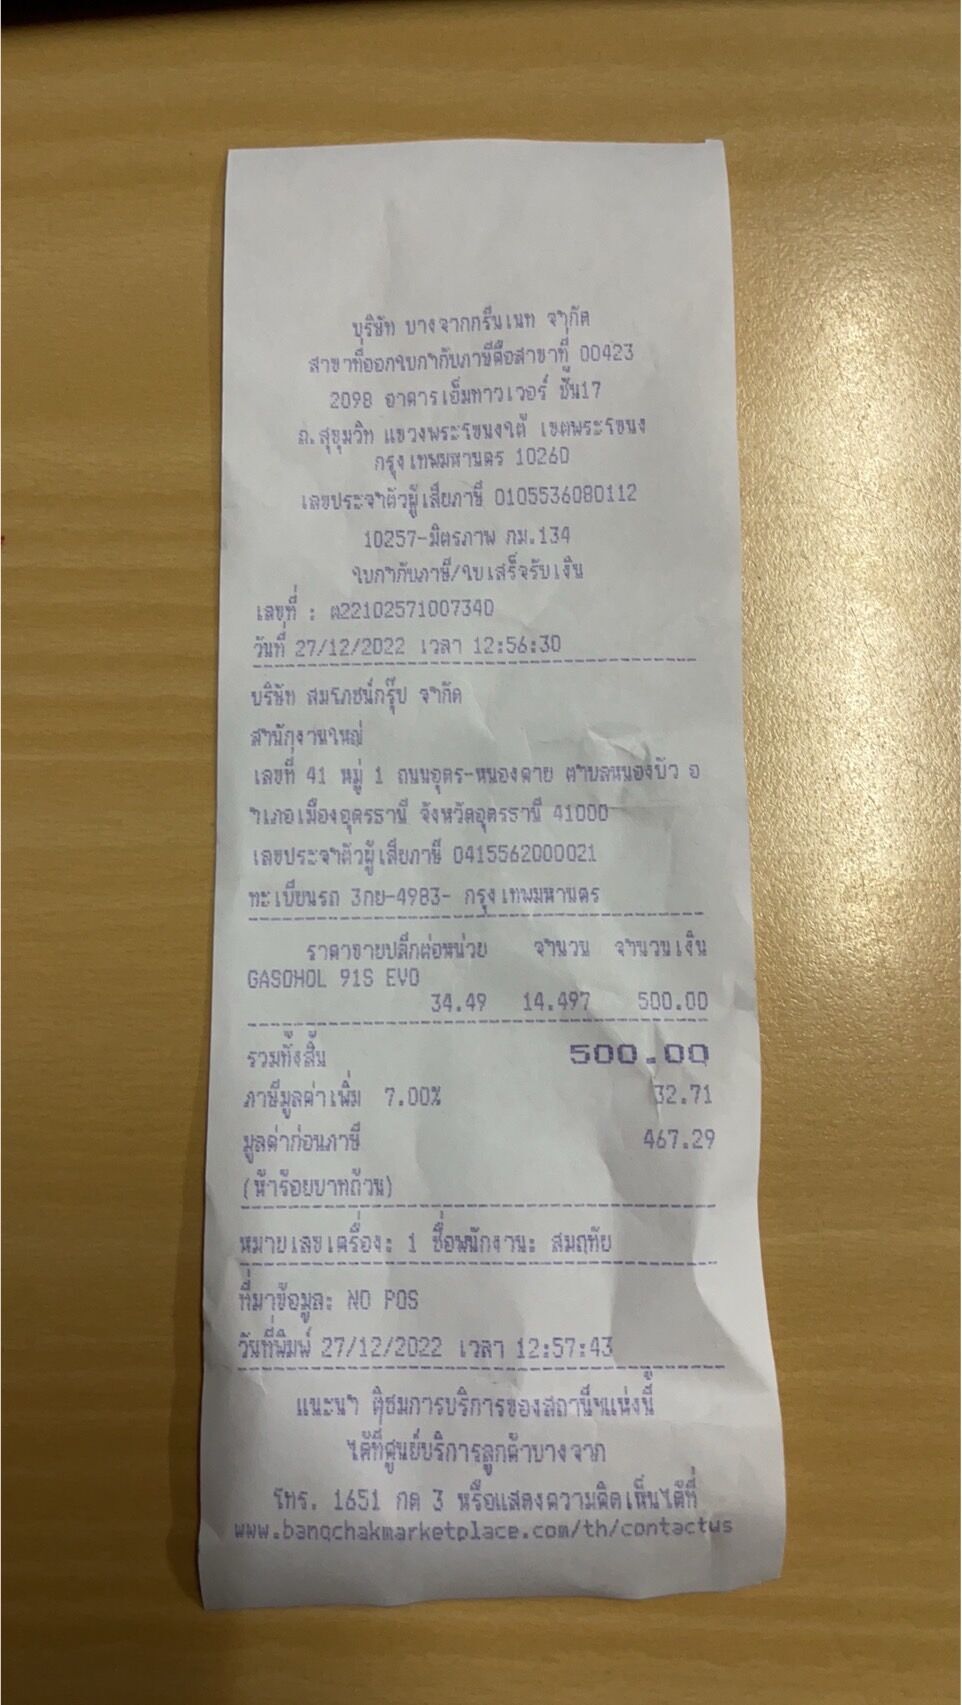 บริษัท บางจากกรีนเนท จำกัด
สาขาที่ออกใบกำกับภาษีคือสาขาที่ 00423
2098 อาคารเอ็มทาวเวอร์ ชั้น17
ถ.สุขุมวิท แขวงพระโขนงใต้ เขตพระโขนง
กรุงเทพมหานคร 10260
เลขประจำตัวผู้เสียภาษี 0105536080112
10257-มิตรภาพ กม.134
ใบกำกับภาษี/ใบเสร็จรับเงิน
เลขที่ : ต22102571007340
วันที่ 27/12/2022 เวลา 12:56:30
บริษัท สมโภชน์กรุ๊ป จำกัด
สำนักงานใหญ่
เลขที่ 41 หมู่ 1 ถนนอุดร-หนองคาย ตำบลหนองบัว อ
ำเภอเมืองอุดรธานี จังหวัดอุดรธานี 41000
เลขประจำตัวผู้เสียภาษี 0415562000021
ทะเบียนรถ 3กย-4983- กรุงเทพมหานคร
ราคาขายปลีกต่อหน่วย จำนวน จำนวนเงิน
GASOHOL 91S EVO
34.49 14.497 500.00
รวมทั้งสิ้น 500.00
ภาษีมูลค่าเพิ่ม 7.00% 32.71
มูลค่าก่อนภาษี 467.29
(ห้าร้อยบาทถ้วน)
หมายเลขเครื่อง: 1 ชื่อพนักงาน: สมฤทัย
ที่มาข้อมูล: NO POS
วันที่พิมพ์ 27/12/2022 เวลา 12:57:43
แนะนำ ติชมการบริการของสถานีฯแห่งนี้
ได้ที่ศูนย์บริการลูกค้าบางจาก
โทร. 1651 กด 3 หรือแสดงความคิดเห็นได้ที่
www.bangchakmarketplace.com/th/contactus